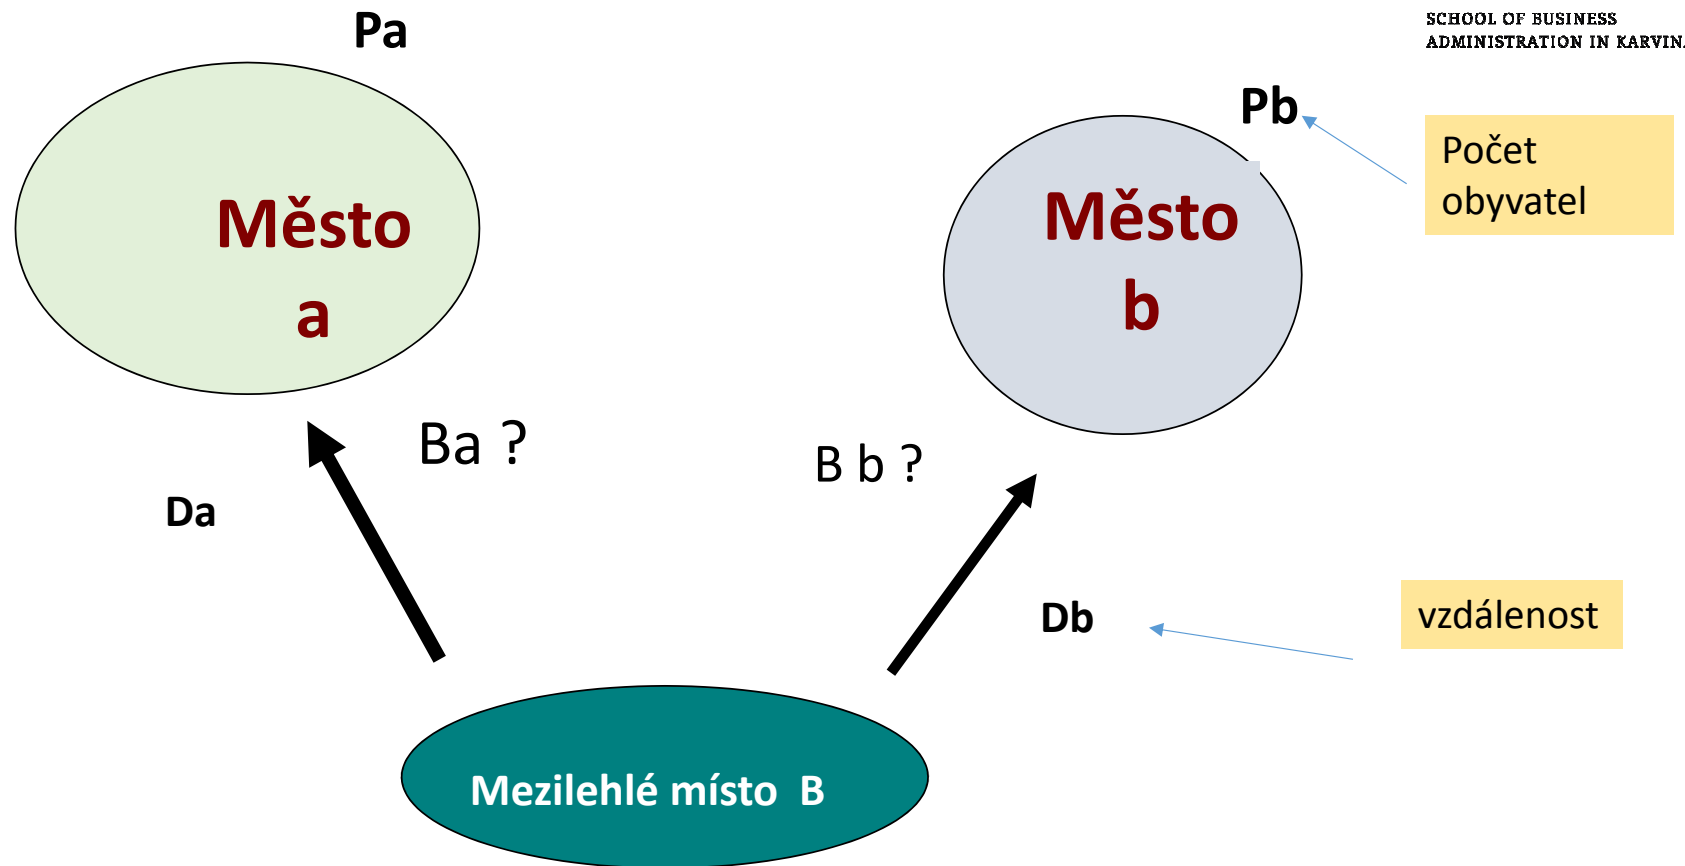 Pa
SCHOOL OF BUSINESS
ADMINISTRATION IN KARVIN
Pb
Počet
obyvatel
Město
a
Město
b
Ba ?
B b ?
Da
Db
vzdálenost
Mezilehlé místo B